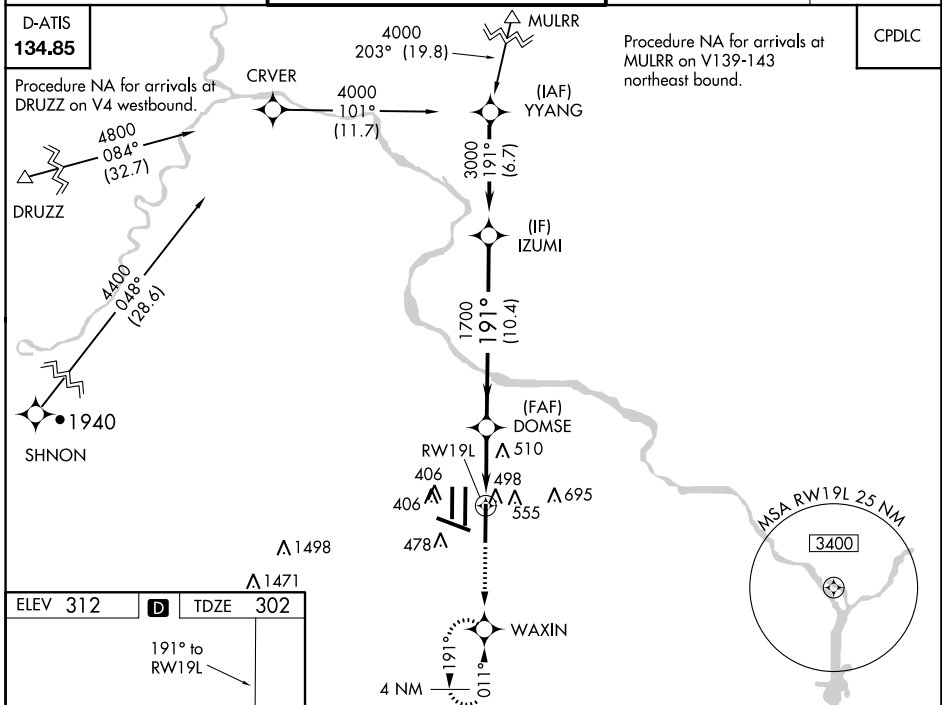 D-ATIS
134.85
Procedure NA for arrivals at
DRUZZ on V4 westbound.
MULRR
4000
203° (19.8)
Procedure NA for arrivals at
MULRR on V139-143
northeast bound.
CPDLC
CRVER
4000
101°
(11.7)
(IAF)
YYANG
4800
084°
(32.7)
DRUZZ
3000
191°
(6.7)
(IF)
IZUMI
4400
048°
(28.6)
1700
191°
(10.4)
1940
SHNON
(FAF)
DOMSE
RW19L
510
406
406
498
555
695
478
1498
1471
MSA RW19L 25 NM
3400
ELEV 312
D
TDZE 302
191° to
RW19L
WAXIN
191°
011°
4 NM